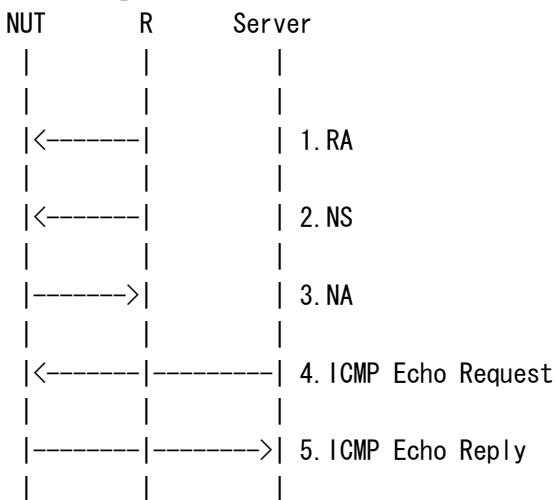 NUT R Server
| | |
| | |
|<-------| | 1.RA
| | |
|<-------| | 2.NS
| | |
|------->| | 3.NA
| | |
|<-------|---------| 4.ICMP Echo Request
| | |
|--------|-------->| 5.ICMP Echo Reply
| | |